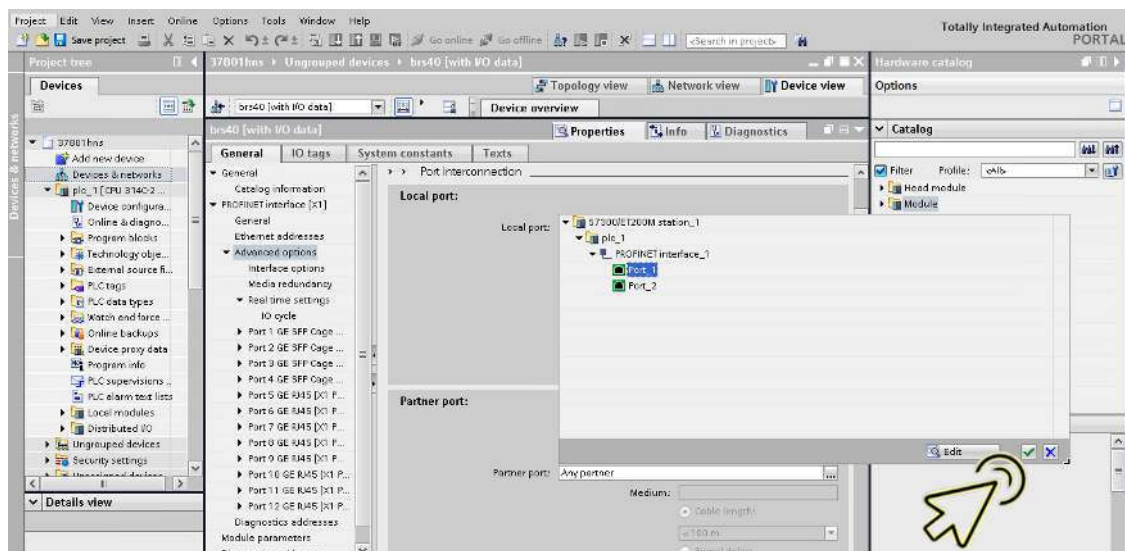 Project Edit View Insert Online Options Tools Window Help
Totally Integrated Automation
PORTAL
Save project
Go online
Go offline
<Search in project>
Project tree
37801hns
Ungrouped devices
brs40 [with I/O data]
Hardware catalog
Devices
Topology view
Network view
Device view
Options
Devices & networks
brs40 [with I/O data]
Device overview
brs40 [with I/O data]
Properties
Info
Diagnostics
Catalog
37801hns
Add new device
Devices & networks
plc_1 [CPU 314C-2 ...
Device configura...
Online & diagno...
Program blocks
Technology obje...
External source fi...
PLC tags
PLC data types
Watch and force ...
Online backups
Device proxy data
Program info
PLC supervisions ...
PLC alarm text lists
Local modules
Distributed I/O
Ungrouped devices
Security settings
Details view
General
IO tags
System constants
Texts
General
Catalog information
PROFINET interface [X1]
General
Ethernet addresses
Advanced options
Interface options
Media redundancy
Real time settings
IO cycle
Port 1 GE SFP Cage ...
Port 2 GE SFP Cage ...
Port 3 GE SFP Cage ...
Port 4 GE SFP Cage ...
Port 5 GE RJ45 [X1 P...
Port 6 GE RJ45 [X1 P...
Port 7 GE RJ45 [X1 P...
Port 8 GE RJ45 [X1 P...
Port 9 GE RJ45 [X1 P...
Port 10 GE RJ45 [X1 P...
Port 11 GE RJ45 [X1 P...
Port 12 GE RJ45 [X1 P...
Diagnostics addresses
Module parameters
Port interconnection
Local port:
Local port:
S7300/ET200M station_1
plc_1
PROFINET interface_1
Port_1
Port_2
Edit
Partner port:
Partner port:
Any partner
Medium:
Cable length:
< 100 m
Filter
Profile:
<All>
Head module
Module